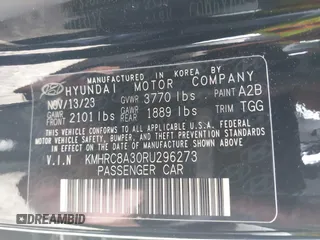 MANUFACTURED IN KOREA
HYUNDAI MOTOR COMPANY
NOV/13/23 GVWR 3770 lbs PAINT A2B
GAWR FRONT 2101 lbs GAWR REAR 1889 lbs TRIM TGG
THIS VEHICLE CONFORMS TO ALL APPLICABLE U.S. FEDERAL MOTOR
VEHICLE SAFETY, BUMPER, AND THEFT PREVENTION STANDARDS
IN EFFECT ON THE DATE OF MANUFACTURE SHOWN ABOVE.
V.I.N KMHRC8A30RU296273
PASSENGER CAR
DREAMBID